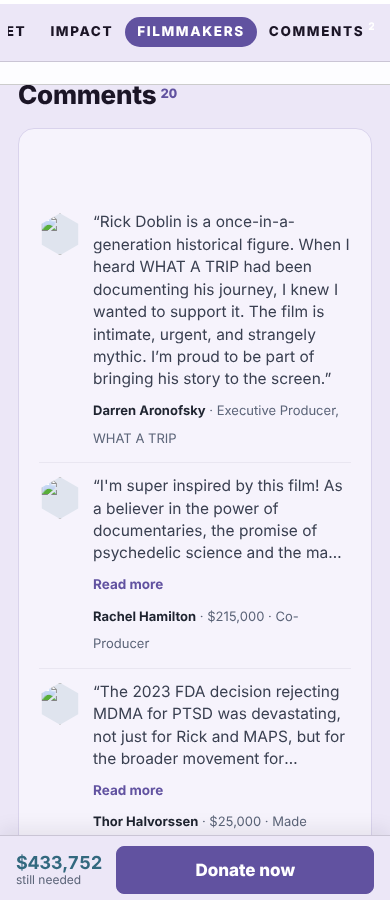 ET IMPACT FILMMAKERS COMMENTS 2
Comments 20
“Rick Doblin is a once-in-a-
generation historical figure. When I
heard WHAT A TRIP had been
documenting his journey, I knew I
wanted to support it. The film is
intimate, urgent, and strangely
mythic. I’m proud to be part of
bringing his story to the screen.”
Darren Aronofsky · Executive Producer,
WHAT A TRIP
“I'm super inspired by this film! As
a believer in the power of
documentaries, the promise of
psychedelic science and the ma...
Read more
Rachel Hamilton · $215,000 · Co-
Producer
“The 2023 FDA decision rejecting
MDMA for PTSD was devastating,
not just for Rick and MAPS, but for
the broader movement for...
Read more
Thor Halvorssen · $25,000 · Made
$433,752
still needed
Donate now